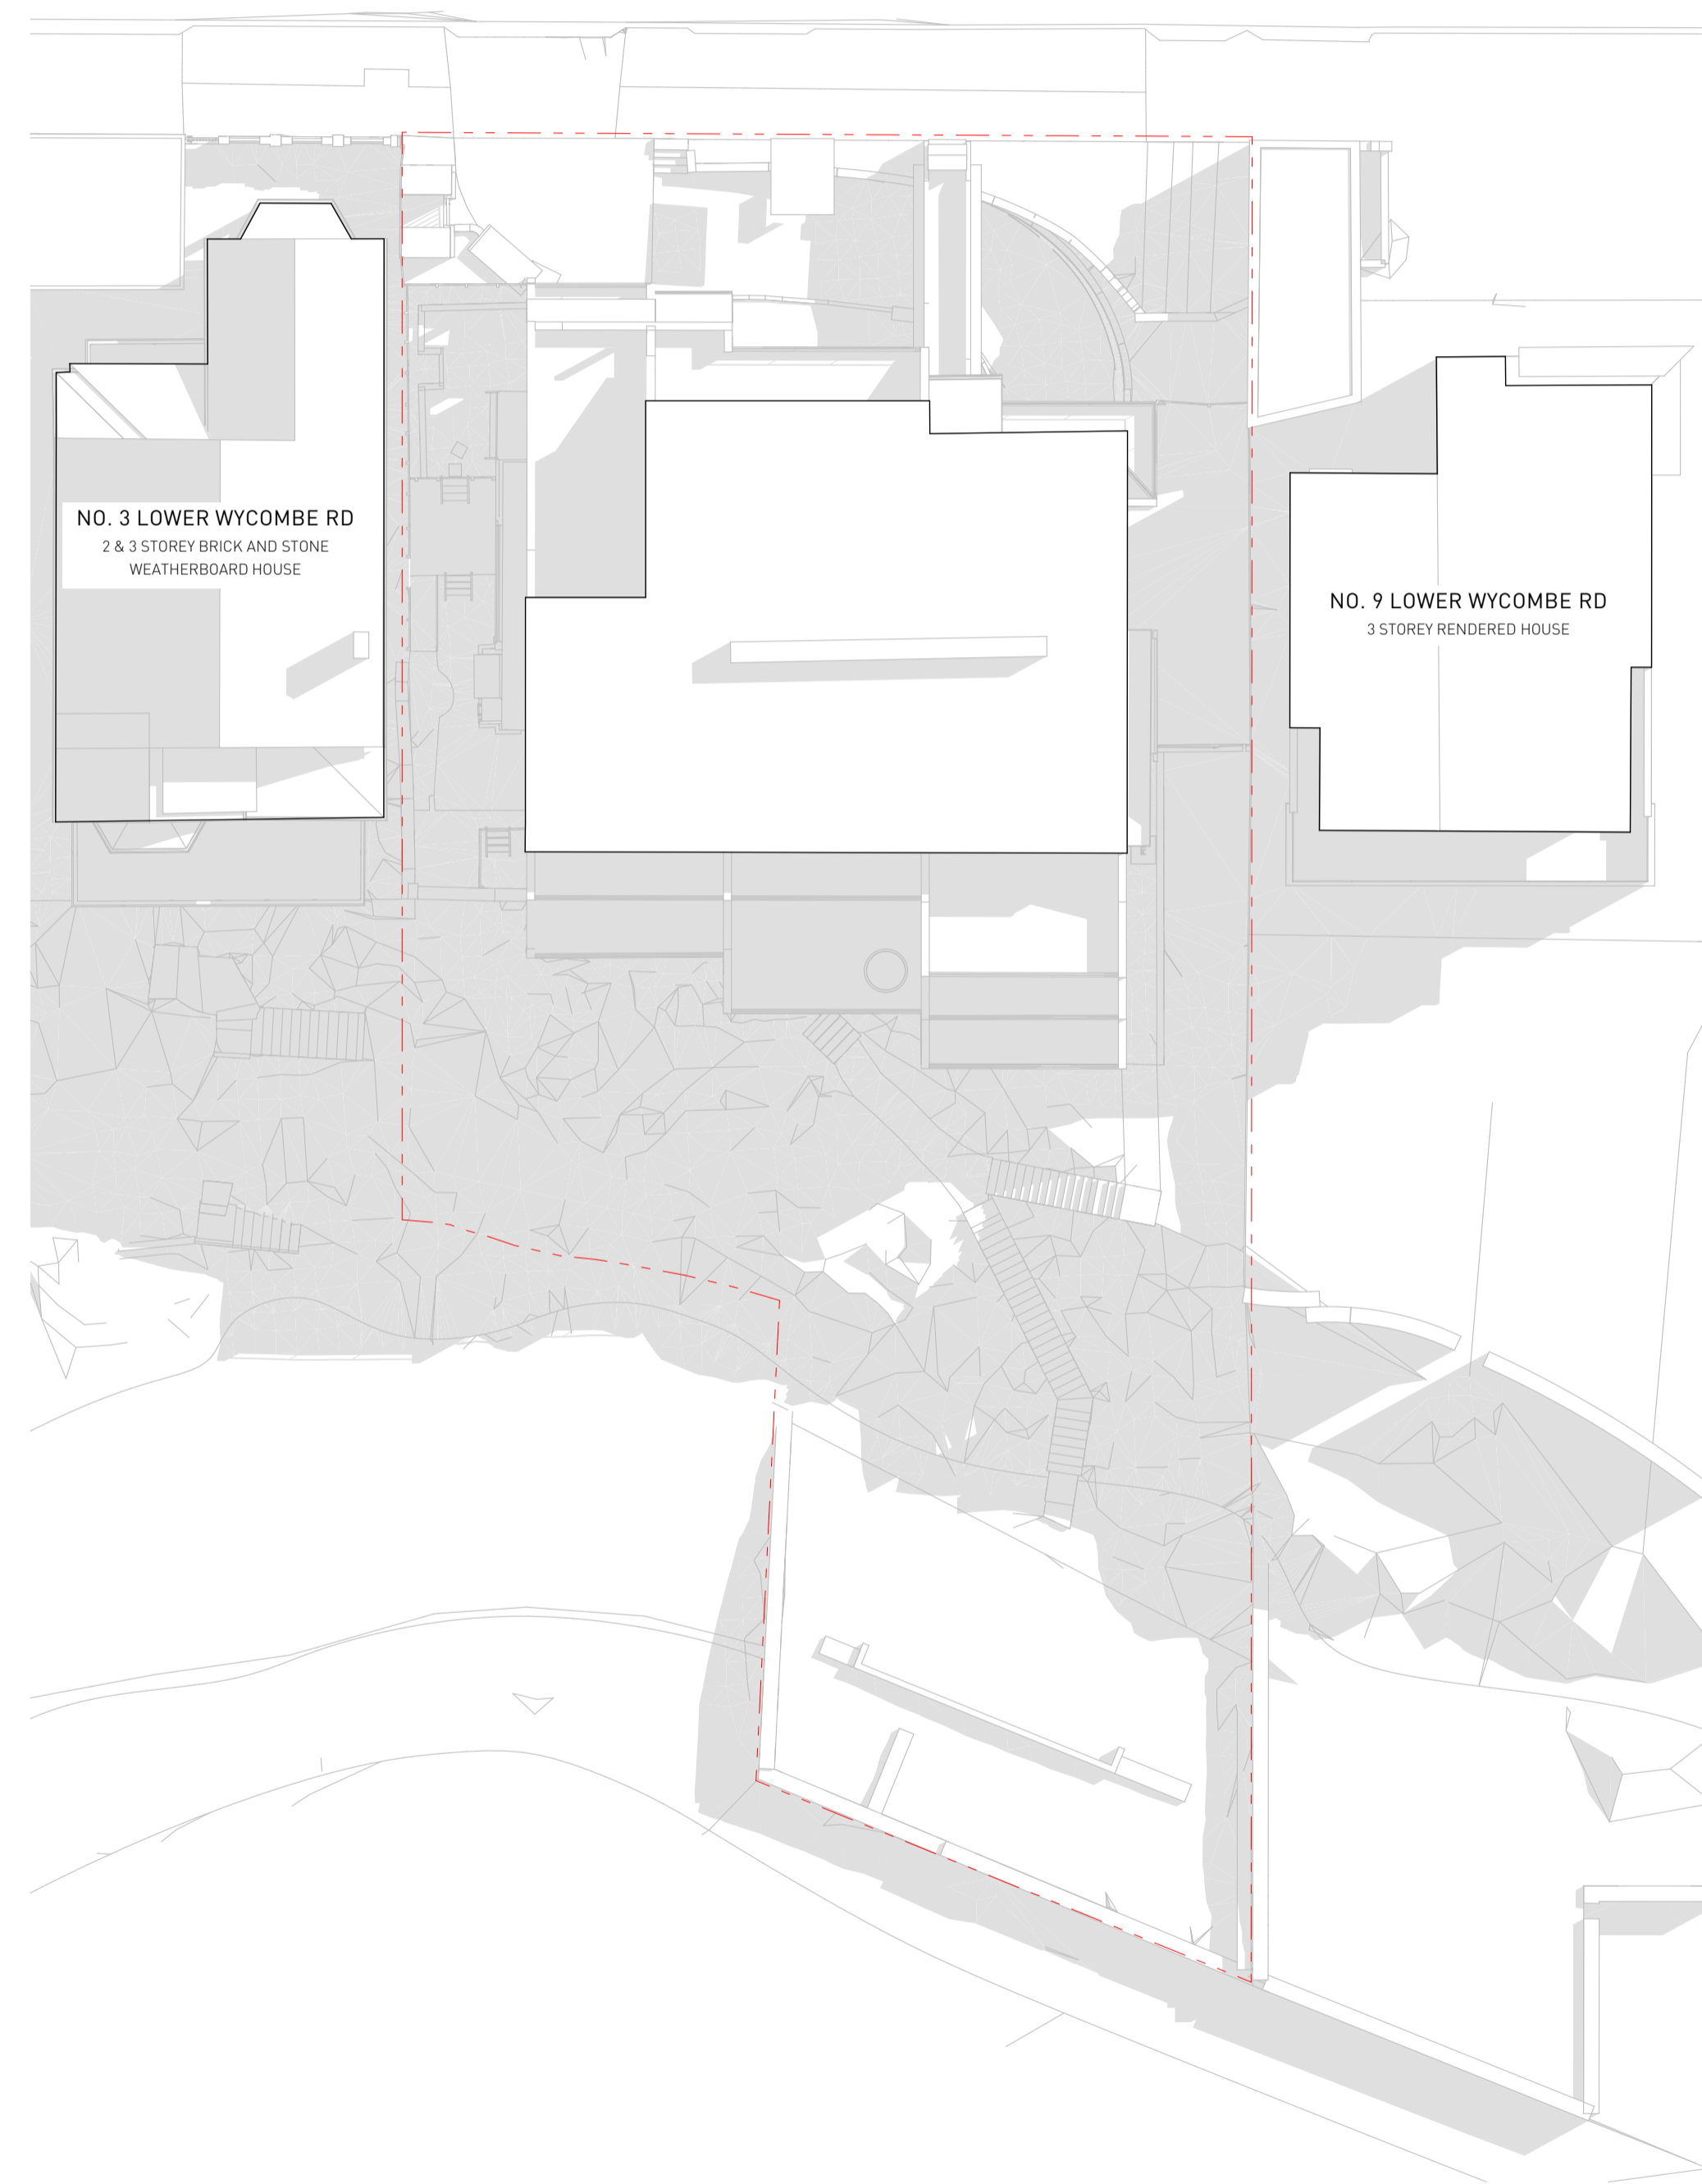 NO. 3 LOWER WYCOMBE RD
2 & 3 STOREY BRICK AND STONE
WEATHERBOARD HOUSE
NO. 9 LOWER WYCOMBE RD
3 STOREY RENDERED HOUSE